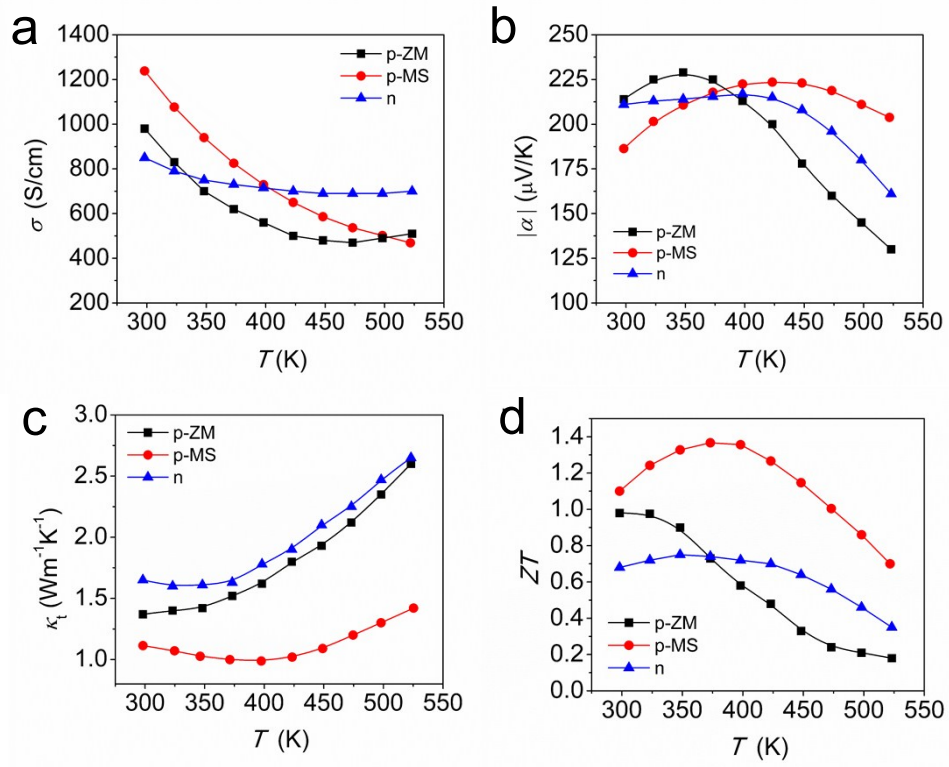 a
1400
1200
1000
800
600
400
200
σ (S/cm)
p-ZM
p-MS
n
300 350 400 450 500 550
T (K)
b
250
225
200
175
150
125
100
|α| (μV/K)
p-ZM
p-MS
n
300 350 400 450 500 550
T (K)
c
3.0
2.5
2.0
1.5
1.0
κt (Wm⁻¹K⁻¹)
p-ZM
p-MS
n
300 350 400 450 500 550
T (K)
d
1.4
1.2
1.0
0.8
0.6
0.4
0.2
0.0
ZT
p-ZM
p-MS
n
300 350 400 450 500 550
T (K)